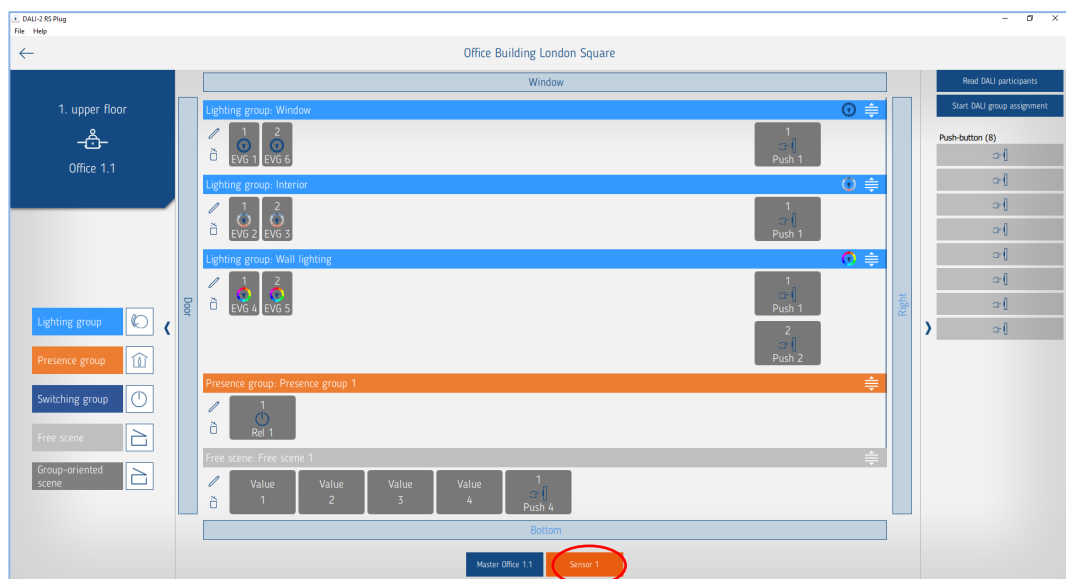 DALI-2 RS Plug
File Help
Office Building London Square
1. upper floor
Office 1.1
Lighting group
Presence group
Switching group
Free scene
Group-oriented
scene
Window
Door
Right
Lighting group: Window
1 2
EVG 1 EVG 6
1
Push 1
Lighting group: Interior
1 2
EVG 2 EVG 3
1
Push 1
Lighting group: Wall lighting
1 2
EVG 4 EVG 5
1
Push 1
2
Push 2
Presence group: Presence group 1
1
Rel 1
Free scene: Free scene 1
Value Value Value Value 1
1 2 3 4 Push 4
Bottom
Master Office 1.1 Sensor 1
Read DALI participants
Start DALI group assignment
Push-button (8)